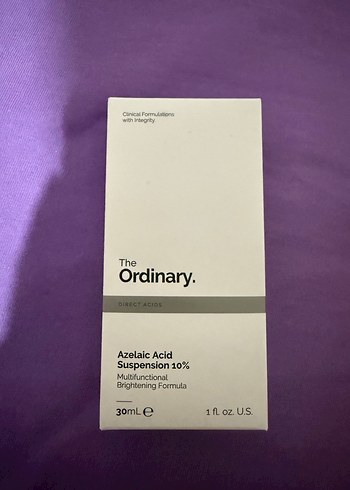 Clinical Formulations
with Integrity.
The
Ordinary.
DIRECT ACIDS
Azelaic Acid
Suspension 10%
Multifunctional
Brightening Formula
30mL ℮ 1 fl. oz. U.S.